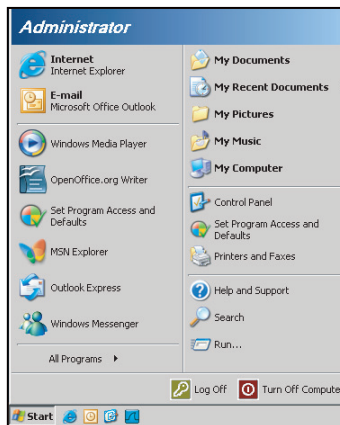 Administrator
Internet
Internet Explorer
E-mail
Microsoft Office Outlook
Windows Media Player
OpenOffice.org Writer
Set Program Access and
Defaults
MSN Explorer
Outlook Express
Windows Messenger
All Programs
My Documents
My Recent Documents
My Pictures
My Music
My Computer
Control Panel
Set Program Access and
Defaults
Printers and Faxes
Help and Support
Search
Run...
Log Off
Turn Off Compute
Start